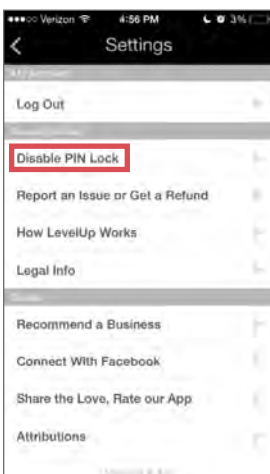 Verizon 4:56 PM 3%
Settings
Log Out
Disable PIN Lock
Report an Issue or Get a Refund
How LevelUp Works
Legal Info
Recommend a Business
Connect With Facebook
Share the Love, Rate our App
Attributions